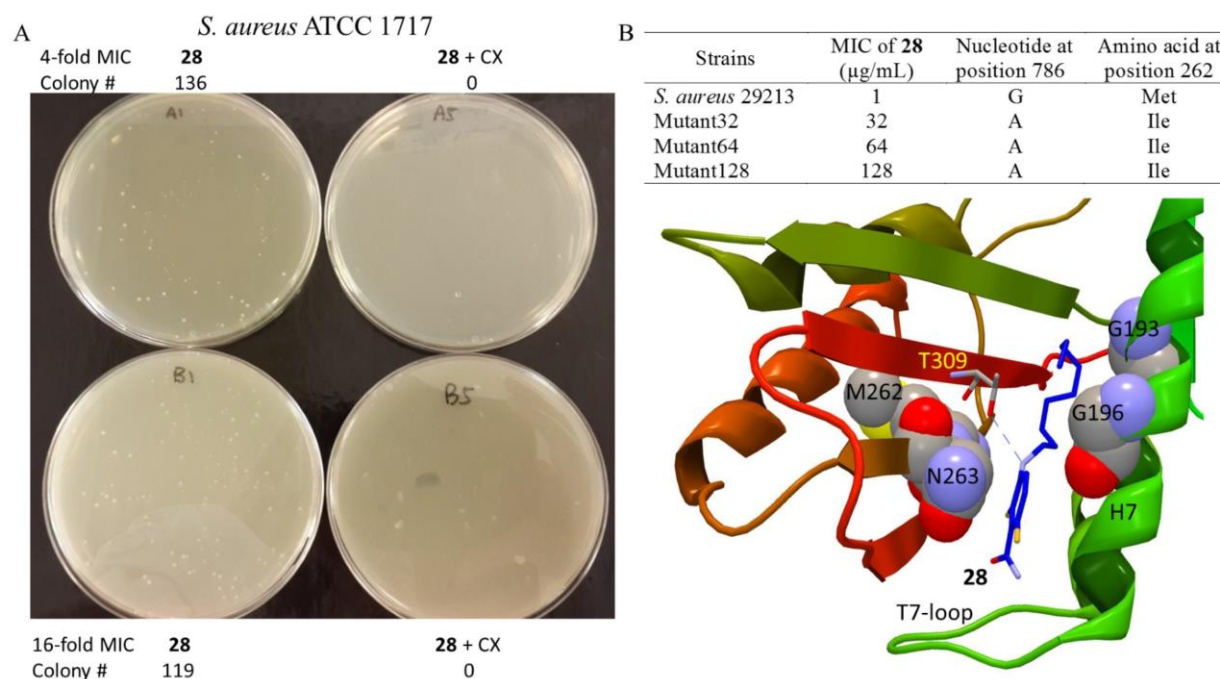 A
S. aureus ATCC 1717
4-fold MIC 28 28 + CX
Colony # 136 0
A1
A5
B1
B5
16-fold MIC 28 28 + CX
Colony # 119 0
B
Strains MIC of 28 Nucleotide at Amino acid at
(µg/mL) position 786 position 262
S. aureus 29213 1 G Met
Mutant32 32 A Ile
Mutant64 64 A Ile
Mutant128 128 A Ile
G193
T309
M262
G196
N263
H7
28
T7-loop